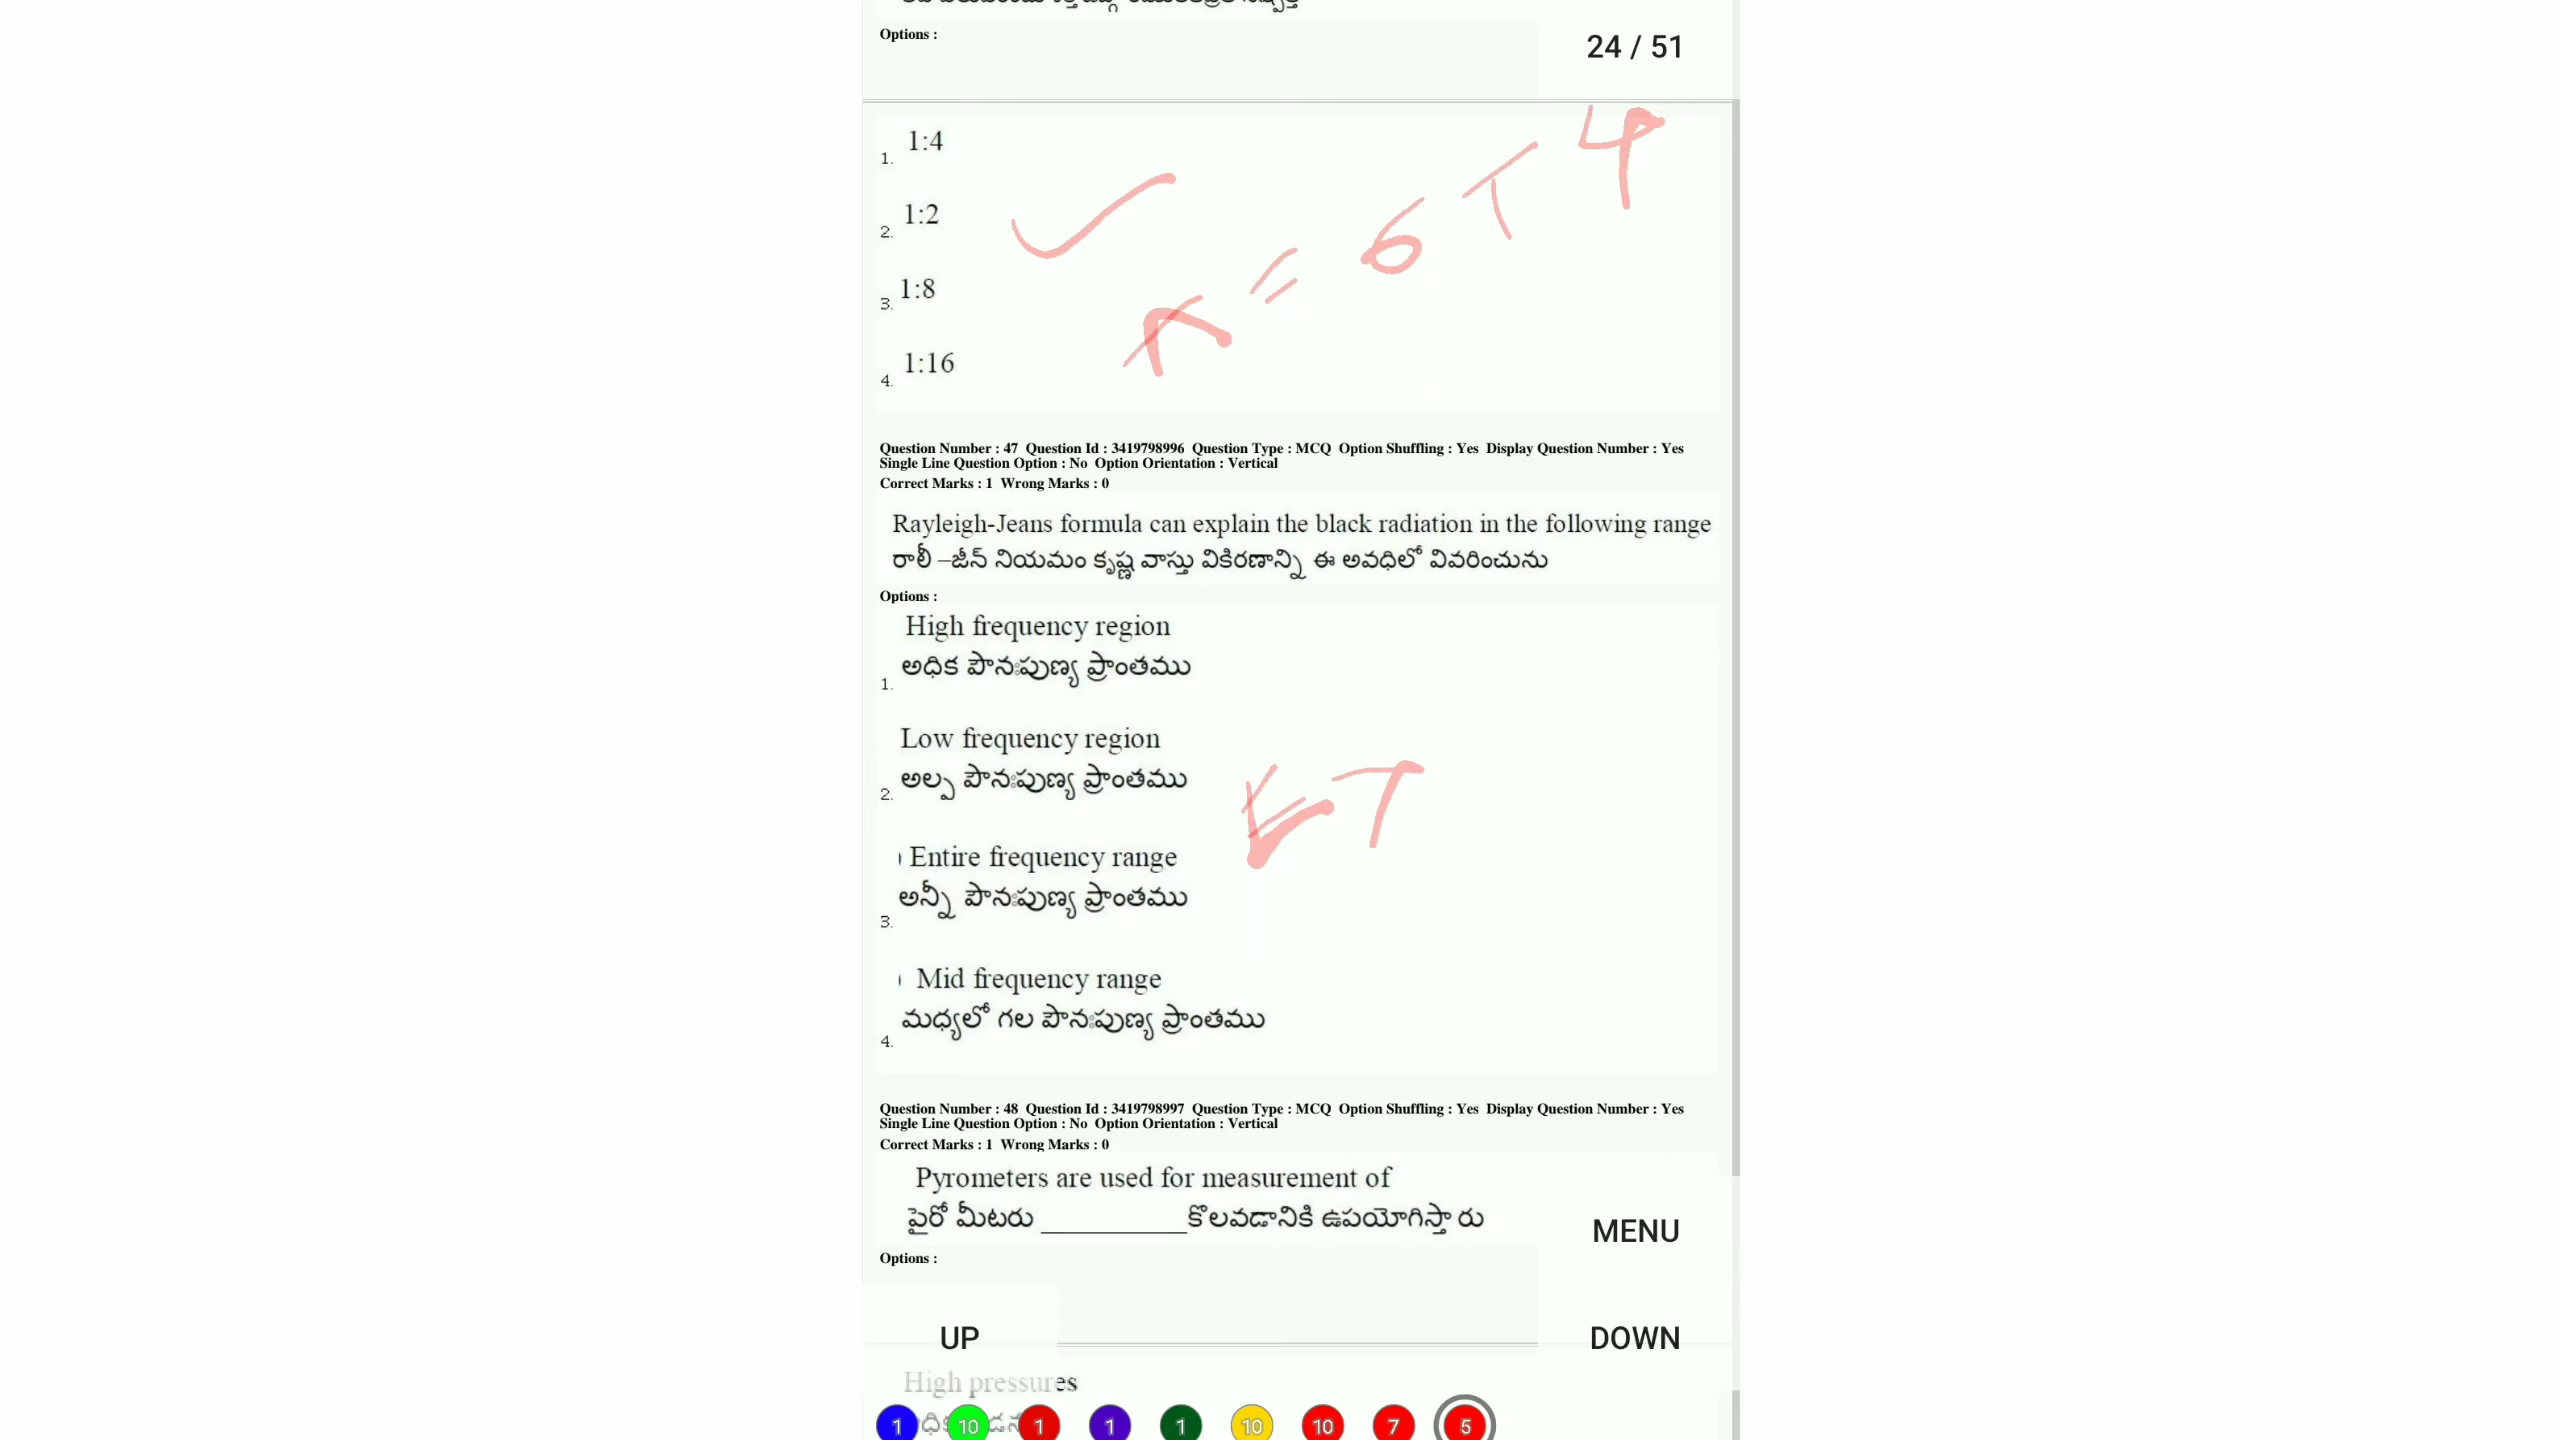 Options :
24 / 51
1. 1:4
2. 1:2
3. 1:8
4. 1:16
= σ T 4
Question Number : 47 Question Id : 3419798996 Question Type : MCQ Option Shuffling : Yes Display Question Number : Yes
Single Line Question Option : No Option Orientation : Vertical
Correct Marks : 1 Wrong Marks : 0
Rayleigh-Jeans formula can explain the black radiation in the following range
రాలీ –జీన్ నియమం కృష్ణ వాస్తు వికిరణాన్ని ఈ అవధిలో వివరించును
Options :
High frequency region
1. అధిక పౌనఃపుణ్య ప్రాంతము
Low frequency region
2. అల్ప పౌనఃపుణ్య ప్రాంతము
KT
) Entire frequency range
3. అన్నీ పౌనఃపుణ్య ప్రాంతము
) Mid frequency range
4. మధ్యలో గల పౌనఃపుణ్య ప్రాంతము
Question Number : 48 Question Id : 3419798997 Question Type : MCQ Option Shuffling : Yes Display Question Number : Yes
Single Line Question Option : No Option Orientation : Vertical
Correct Marks : 1 Wrong Marks : 0
Pyrometers are used for measurement of
పైరో మీటరు ___________ కొలవడానికి ఉపయోగిస్తా రు
MENU
Options :
UP
DOWN
High pressures
1 10 1 1 1 10 10 7 5